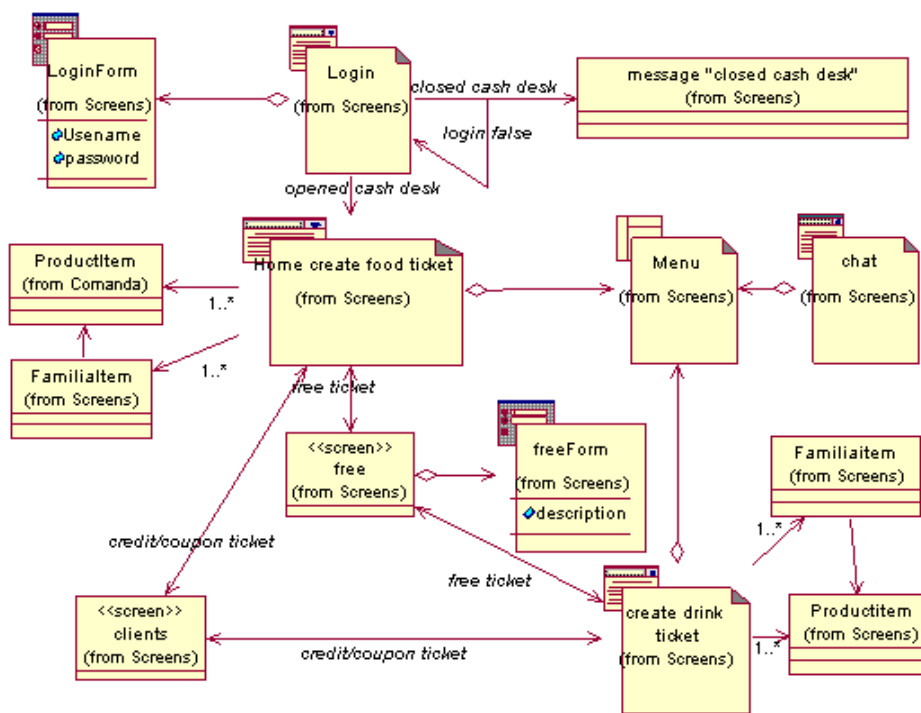 LoginForm
(from Screens)
Usename
password
Login
(from Screens)
closed cash desk
login false
message "closed cash desk"
(from Screens)
opened cash desk
Home create food ticket
(from Screens)
ProductItem
(from Comanda)
1..*
FamiliaItem
(from Screens)
1..*
Menu
(from Screens)
chat
(from Screens)
free ticket
<<screen>>
free
(from Screens)
freeForm
(from Screens)
description
Familiaitem
(from Screens)
1..*
credit/coupon ticket
free ticket
<<screen>>
clients
(from Screens)
credit/coupon ticket
create drink
ticket
(from Screens)
1..*
Productitem
(from Screens)